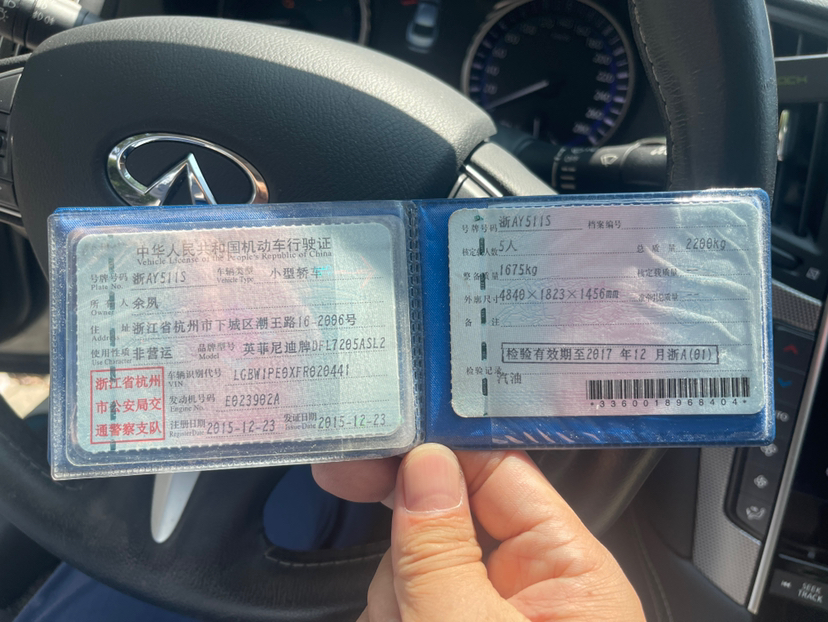 中华人民共和国机动车行驶证
Vehicle License of the People's Republic of China
号牌号码 浙AY511S 车辆类型 小型轿车
Plate No. Vehicle Type
所有人 余夙
Owner
住址 浙江省杭州市下城区潮王路16-2006号
Address
使用性质 非营运 品牌型号 英菲尼迪牌DFL7205ASL2
Use Character Model
浙江省杭州
市公安局交
通警察支队
车辆识别代号 LGBW1PE0XFR020441
VIN
发动机号码 E023902A
Engine No.
注册日期 2015-12-23 发证日期 2015-12-23
Register Date Issue Date
号牌号码 浙AY511S 档案编号
核定载人数 5人 总质量 2200kg
整备质量 1675kg 核定载质量 --
外廓尺寸 4840×1823×1456mm 准牵引总质量 --
备注
检验有效期至2017 年12 月浙A(01)
检验记录
汽油
*3360018968404*
SEEK
TRACK